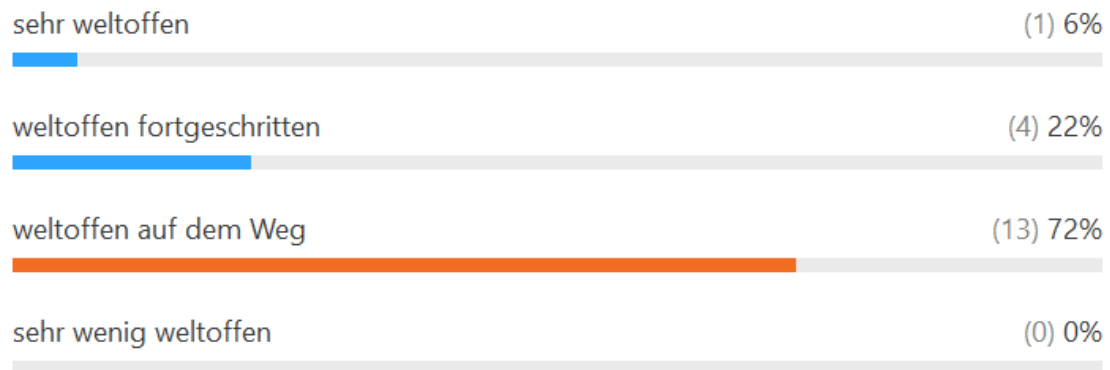 sehr weltoffen (1) 6%
weltoffen fortgeschritten (4) 22%
weltoffen auf dem Weg (13) 72%
sehr wenig weltoffen (0) 0%